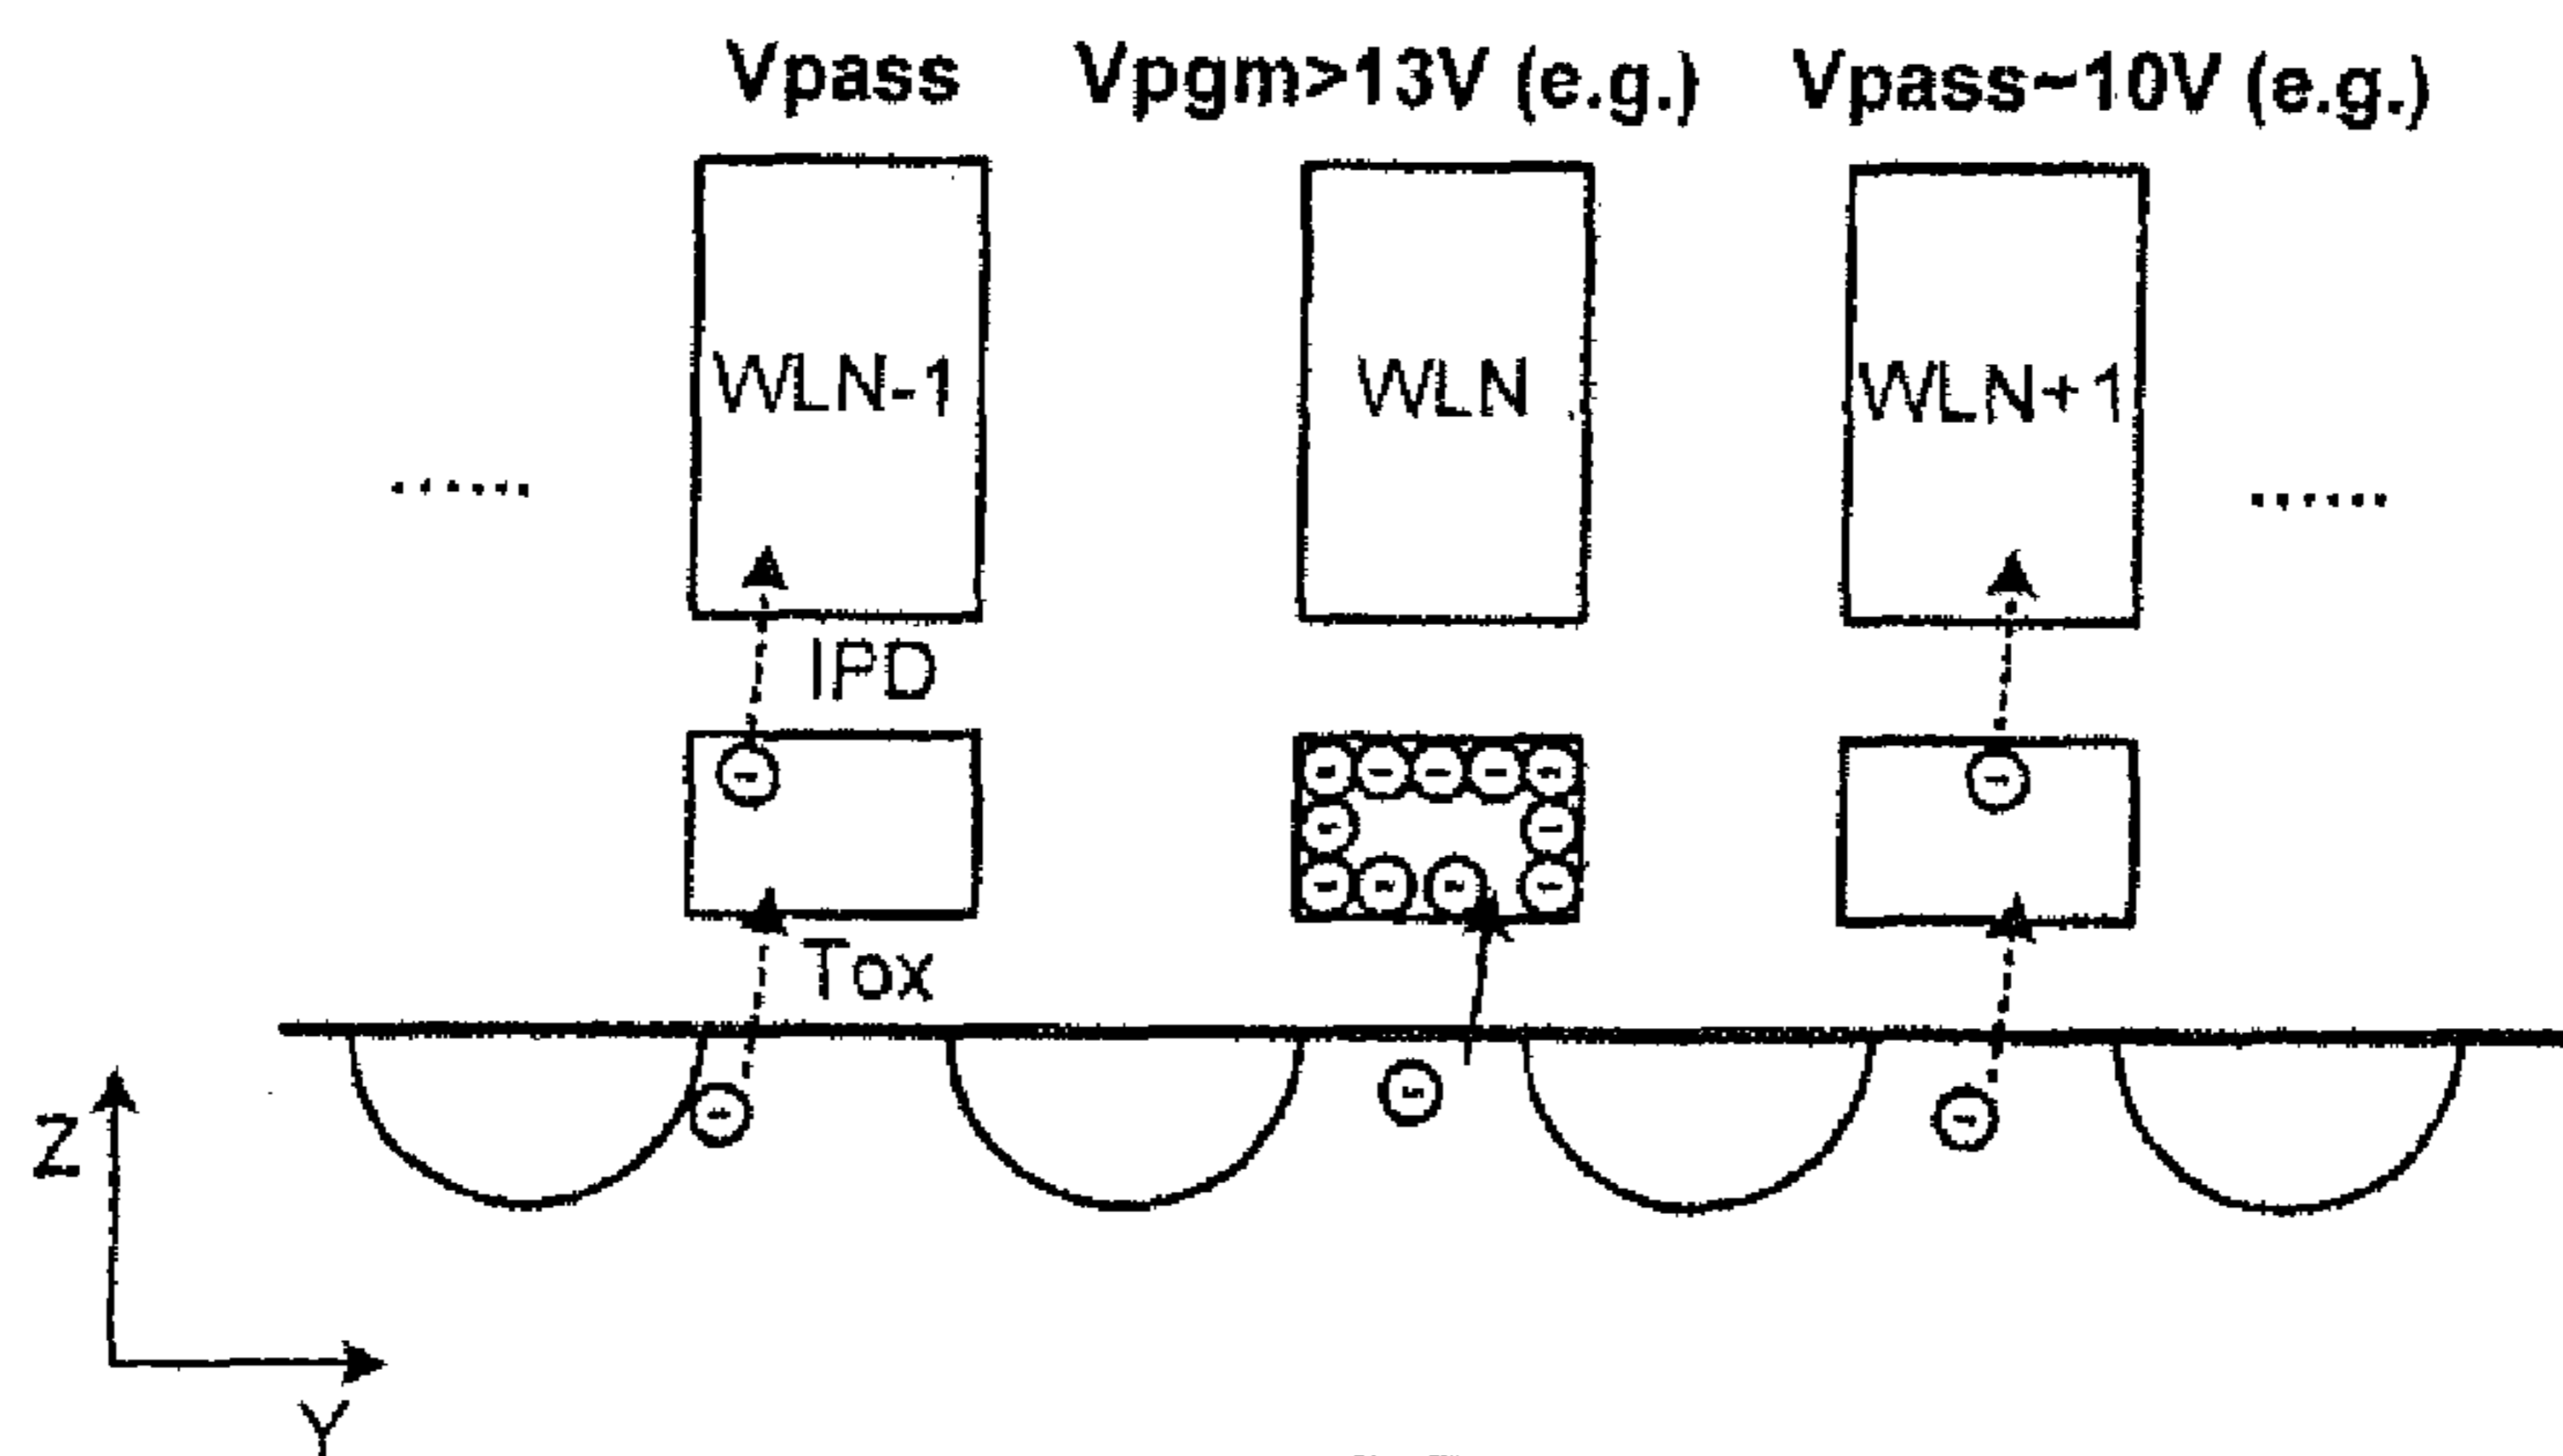 Vpass Vpgm>13V (e.g.) Vpass~10V (e.g.)
WLN-1 WLN WLN+1
IPD
Tox
Z
Y